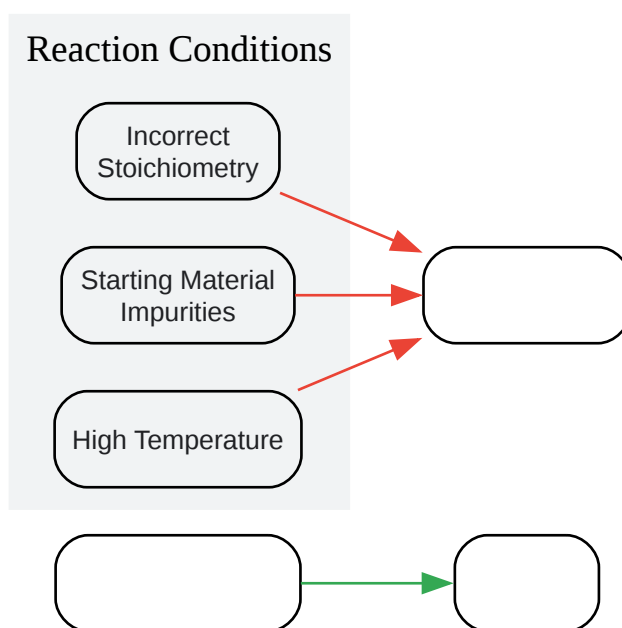 Reaction Conditions
Incorrect
Stoichiometry
Starting Material
Impurities
High Temperature